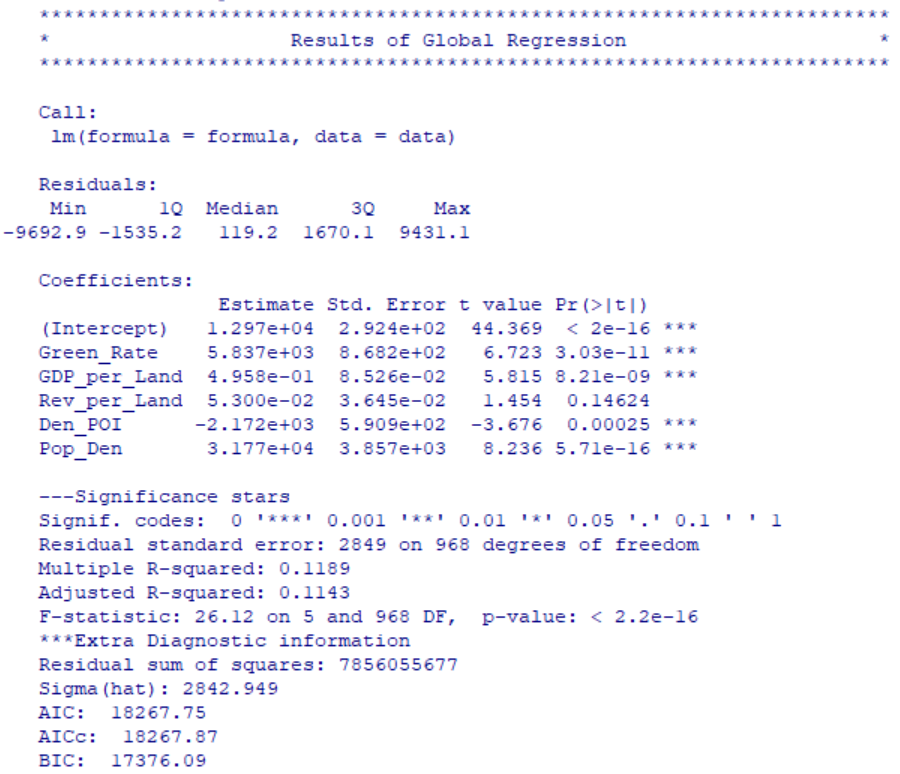 ***********************************************************************
*                    Results of Global Regression                     *
***********************************************************************
Call:
lm(formula = formula, data = data)
Residuals:
Min 1Q Median 3Q Max
-9692.9 -1535.2 119.2 1670.1 9431.1
Coefficients:
Estimate Std. Error t value Pr(>|t|)
(Intercept) 1.297e+04 2.924e+02 44.369 < 2e-16 ***
Green_Rate 5.837e+03 8.682e+02 6.723 3.03e-11 ***
GDP_per_Land 4.958e-01 8.526e-02 5.815 8.21e-09 ***
Rev_per_Land 5.300e-02 3.645e-02 1.454 0.14624
Den_POI -2.172e+03 5.909e+02 -3.676 0.00025 ***
Pop_Den 3.177e+04 3.857e+03 8.236 5.71e-16 ***
---Significance stars
Signif. codes: 0 '***' 0.001 '**' 0.01 '*' 0.05 '.' 0.1 ' ' 1
Residual standard error: 2849 on 968 degrees of freedom
Multiple R-squared: 0.1189
Adjusted R-squared: 0.1143
F-statistic: 26.12 on 5 and 968 DF, p-value: < 2.2e-16
***Extra Diagnostic information
Residual sum of squares: 7856055677
Sigma(hat): 2842.949
AIC: 18267.75
AICc: 18267.87
BIC: 17376.09